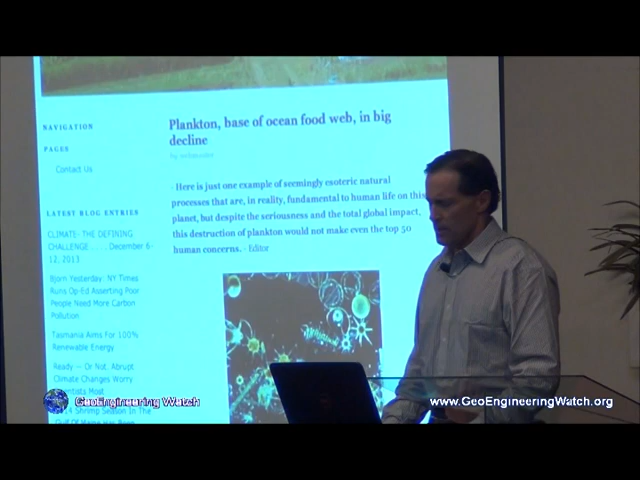 Plankton, base of ocean food web, in big
decline
NAVIGATION
PAGES
Contact Us
- Here is just one example of seemingly esoteric natural
processes that are, in reality, fundamental to human life on this
planet, but despite the seriousness and the total global impact,
this destruction of plankton would not make even the top 50
human concerns. - Editor
LATEST BLOG ENTRIES
CLIMATE- THE DEFINING
CHALLENGE . . . . December 6-
12, 2013
Bjorn Yesterday: NY Times
Runs Op-Ed Asserting Poor
People Need More Carbon
Pollution
Tasmania Aims For 100%
Renewable Energy
Ready — Or Not. Abrupt
Climate Changes Worry
Most
Shrimp Season In The
GeoEngineering Watch
www.GeoEngineeringWatch.org